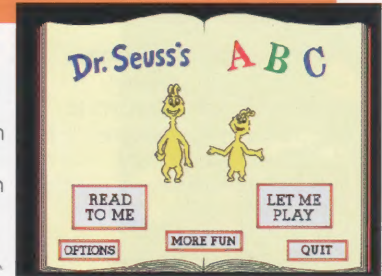 Dr. Seuss's A B C
READ
TO ME
LET ME
PLAY
OPTIONS
MORE FUN
QUIT